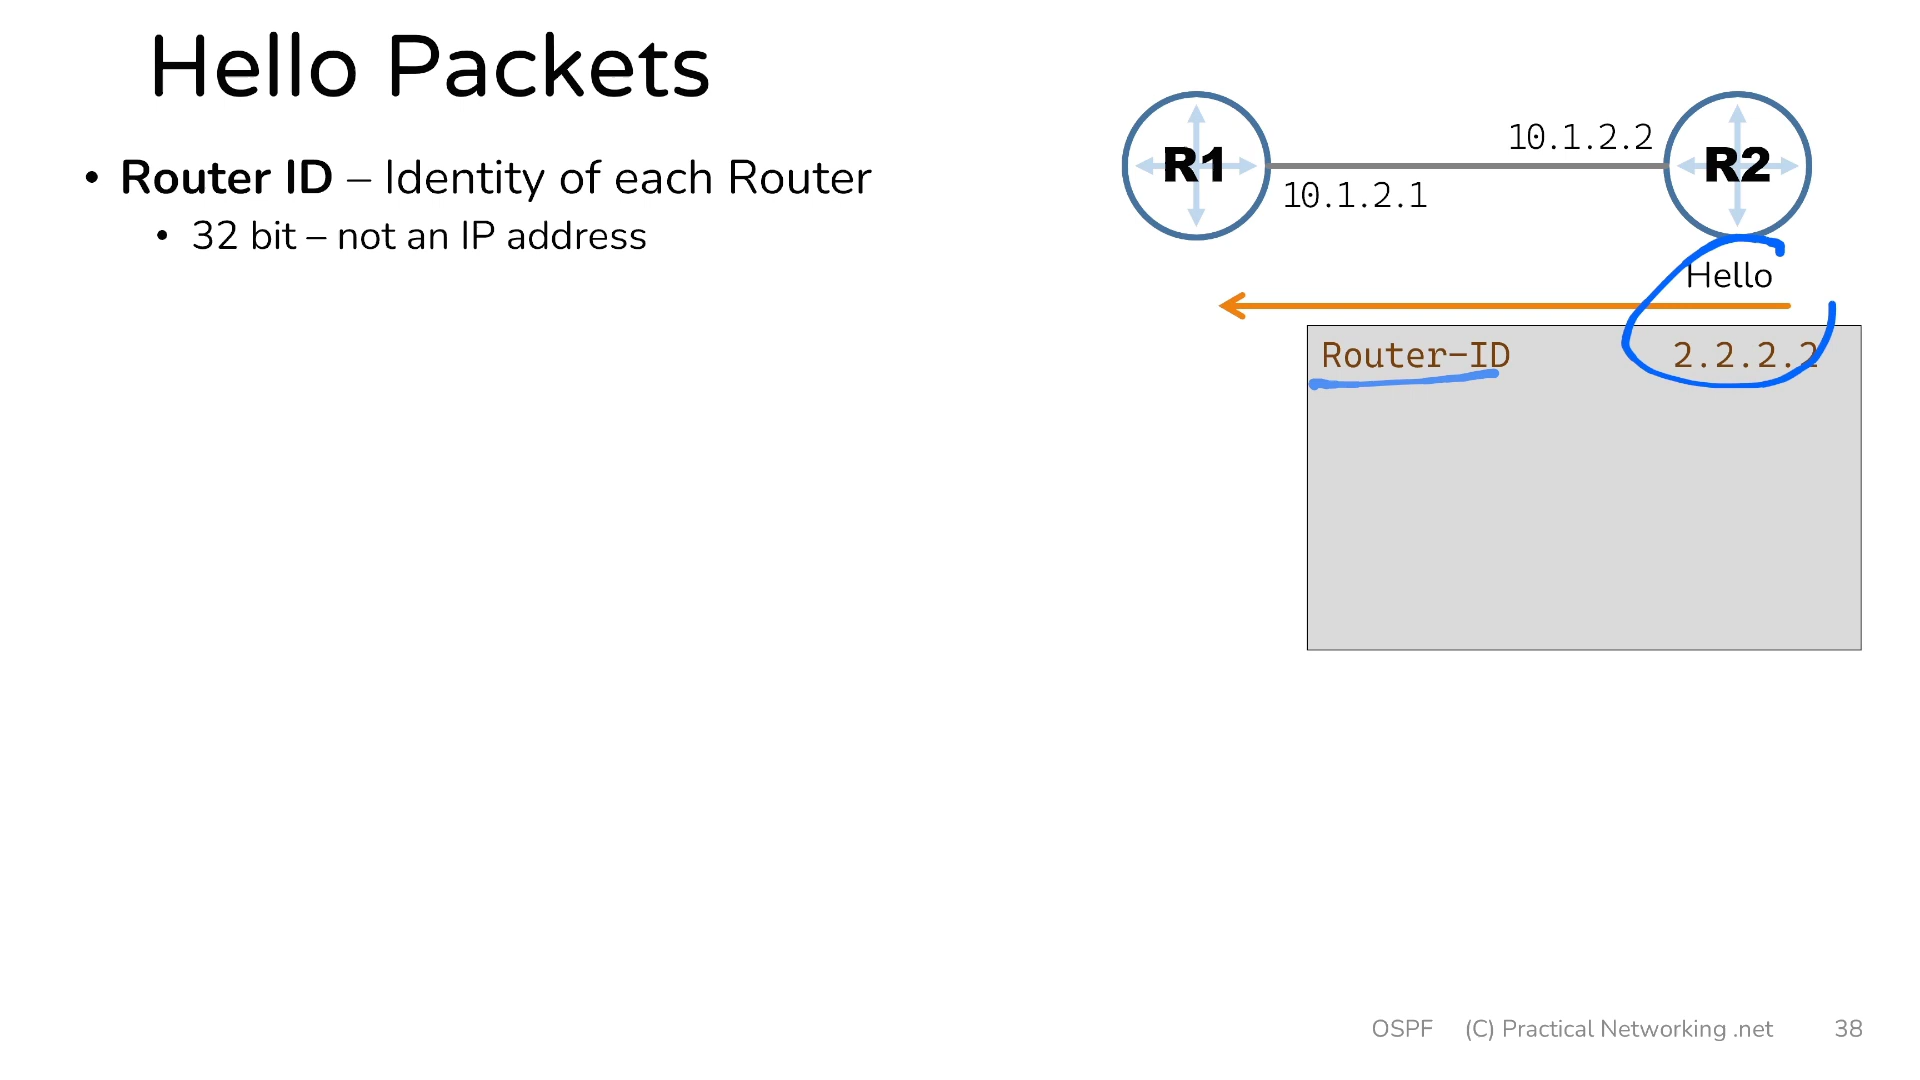 Hello Packets
• Router ID – Identity of each Router
• 32 bit – not an IP address
R1
10.1.2.2
10.1.2.1
R2
Hello
Router-ID 2.2.2.2
OSPF (C) Practical Networking .net 38